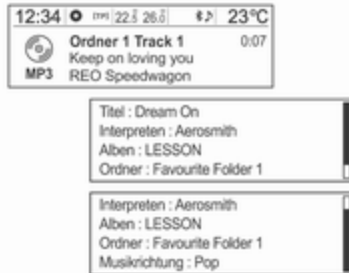 12:34 [TP] 22.5 26.0 23°C
Ordner 1 Track 1 0:07
Keep on loving you
MP3 REO Speedwagon
Titel : Dream On
Interpreten : Aerosmith
Alben : LESSON
Ordner : Favourite Folder 1
Interpreten : Aerosmith
Alben : LESSON
Ordner : Favourite Folder 1
Musikrichtung : Pop